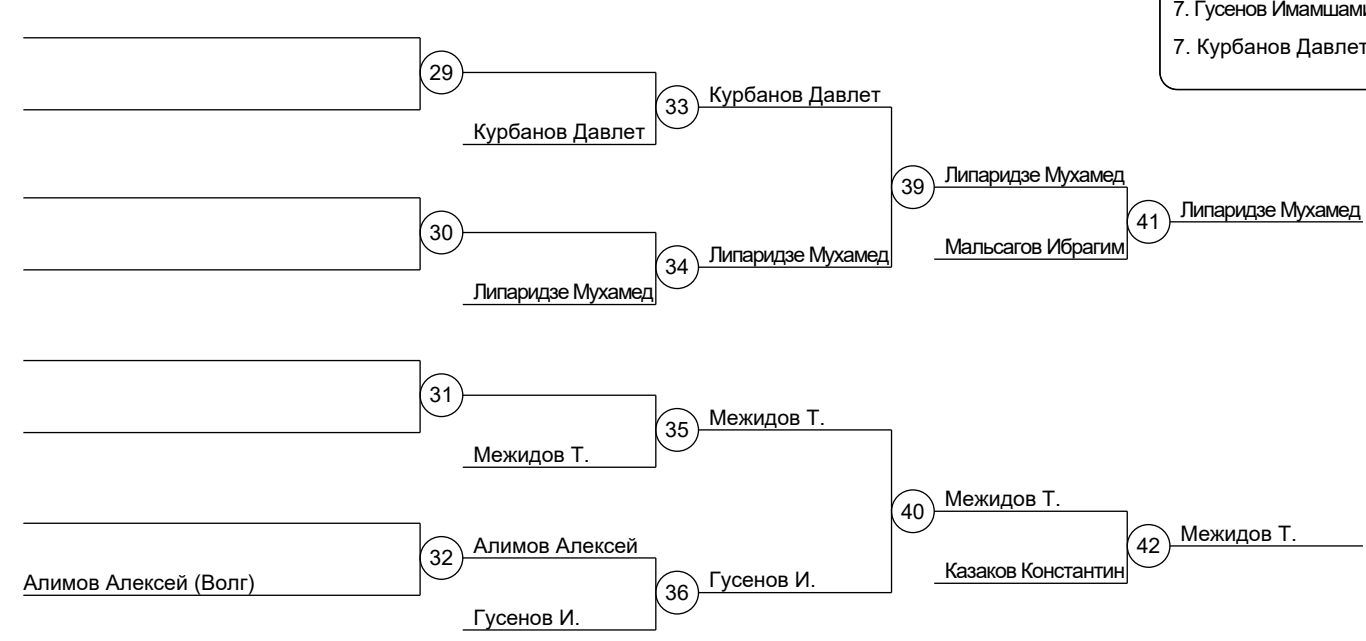 7. Гусенов Имамшами
7. Курбанов Давлет
29
33
Курбанов Давлет
Курбанов Давлет
39
Липаридзе Мухамед
30
34
Липаридзе Мухамед
Липаридзе Мухамед
41
Липаридзе Мухамед
Мальсагов Ибрагим
31
35
Межидов Т.
Межидов Т.
40
Межидов Т.
32
Алимов Алексей
Алимов Алексей (Волг)
36
Гусенов И.
Гусенов И.
42
Межидов Т.
Казаков Константин